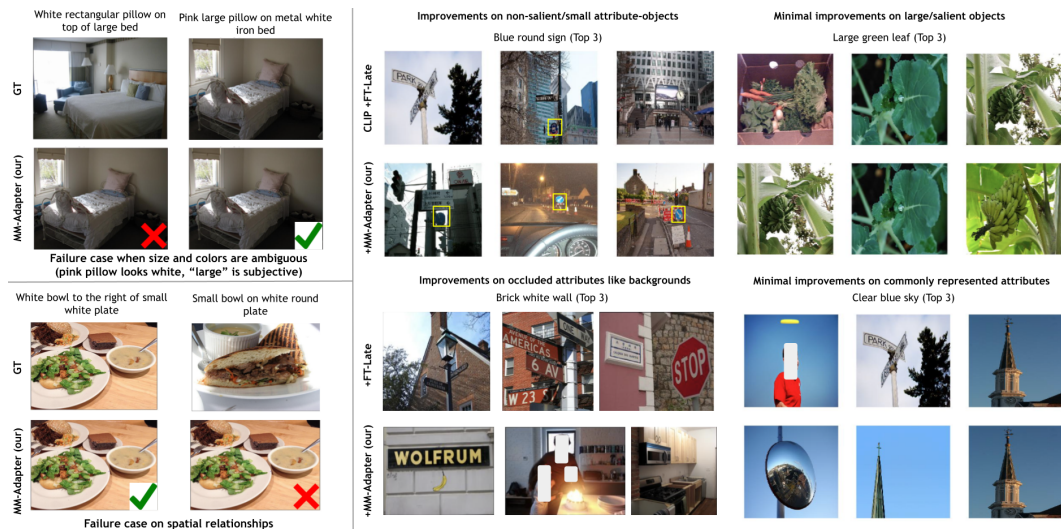 White rectangular pillow on
top of large bed
Pink large pillow on metal white
iron bed
GT
MM-Adapter (our)
Failure case when size and colors are ambiguous
(pink pillow looks white, “large” is subjective)
White bowl to the right of small
white plate
Small bowl on white round
plate
GT
MM-Adapter (our)
Failure case on spatial relationships
Improvements on non-salient/small attribute-objects
Blue round sign (Top 3)
CLIP +FT-Late
PARK
+MM-Adapter (our)
Improvements on occluded attributes like backgrounds
Brick white wall (Top 3)
+FT-Late
AMERICAS
6 AV
W 23 ST
ONE
STOP
+MM-Adapter (our)
WOLFRUM
Minimal improvements on large/salient objects
Large green leaf (Top 3)
Minimal improvements on commonly represented attributes
Clear blue sky (Top 3)
PARK